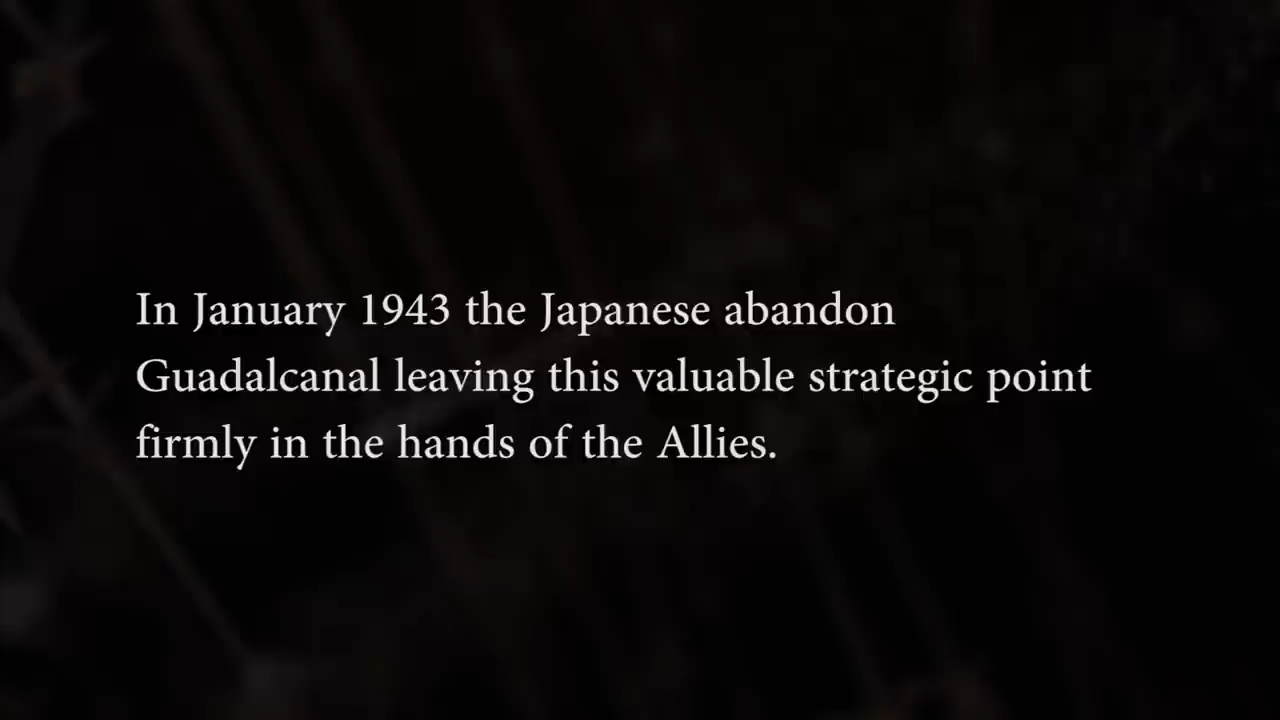 In January 1943 the Japanese abandon
Guadalcanal leaving this valuable strategic point
firmly in the hands of the Allies.